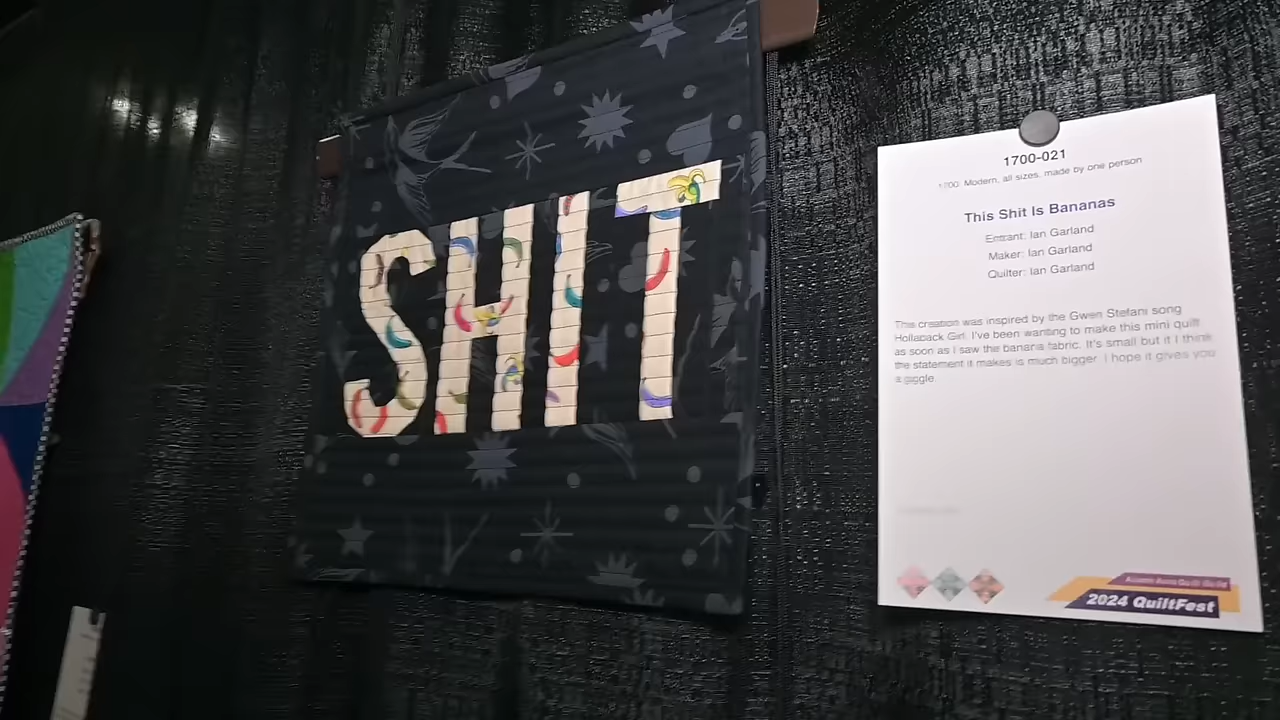 SHIT
1700-021
1700. Modern, all sizes, made by one person
This Shit Is Bananas
Entrant: Ian Garland
Maker: Ian Garland
Quilter: Ian Garland
This creation was inspired by the Gwen Stefani song
Hollaback Girl. I've been wanting to make this mini quilt
as soon as I saw the banana fabric. It's small but it I think
the statement it makes is much bigger. I hope it gives you
a giggle.
Quilt Guild
2024 QuiltFest